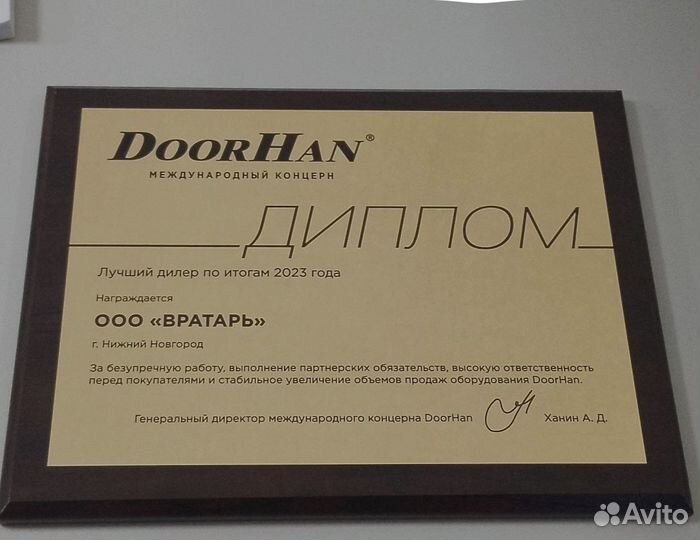 DOORHAN®
МЕЖДУНАРОДНЫЙ КОНЦЕРН
ДИПЛОМ
Лучший дилер по итогам 2023 года
Награждается
ООО «ВРАТАРЬ»
г. Нижний Новгород
За безупречную работу, выполнение партнерских обязательств, высокую ответственность
перед покупателями и стабильное увеличение объемов продаж оборудования DoorHan.
Генеральный директор международного концерна DoorHan Ханин А. Д.
Avito